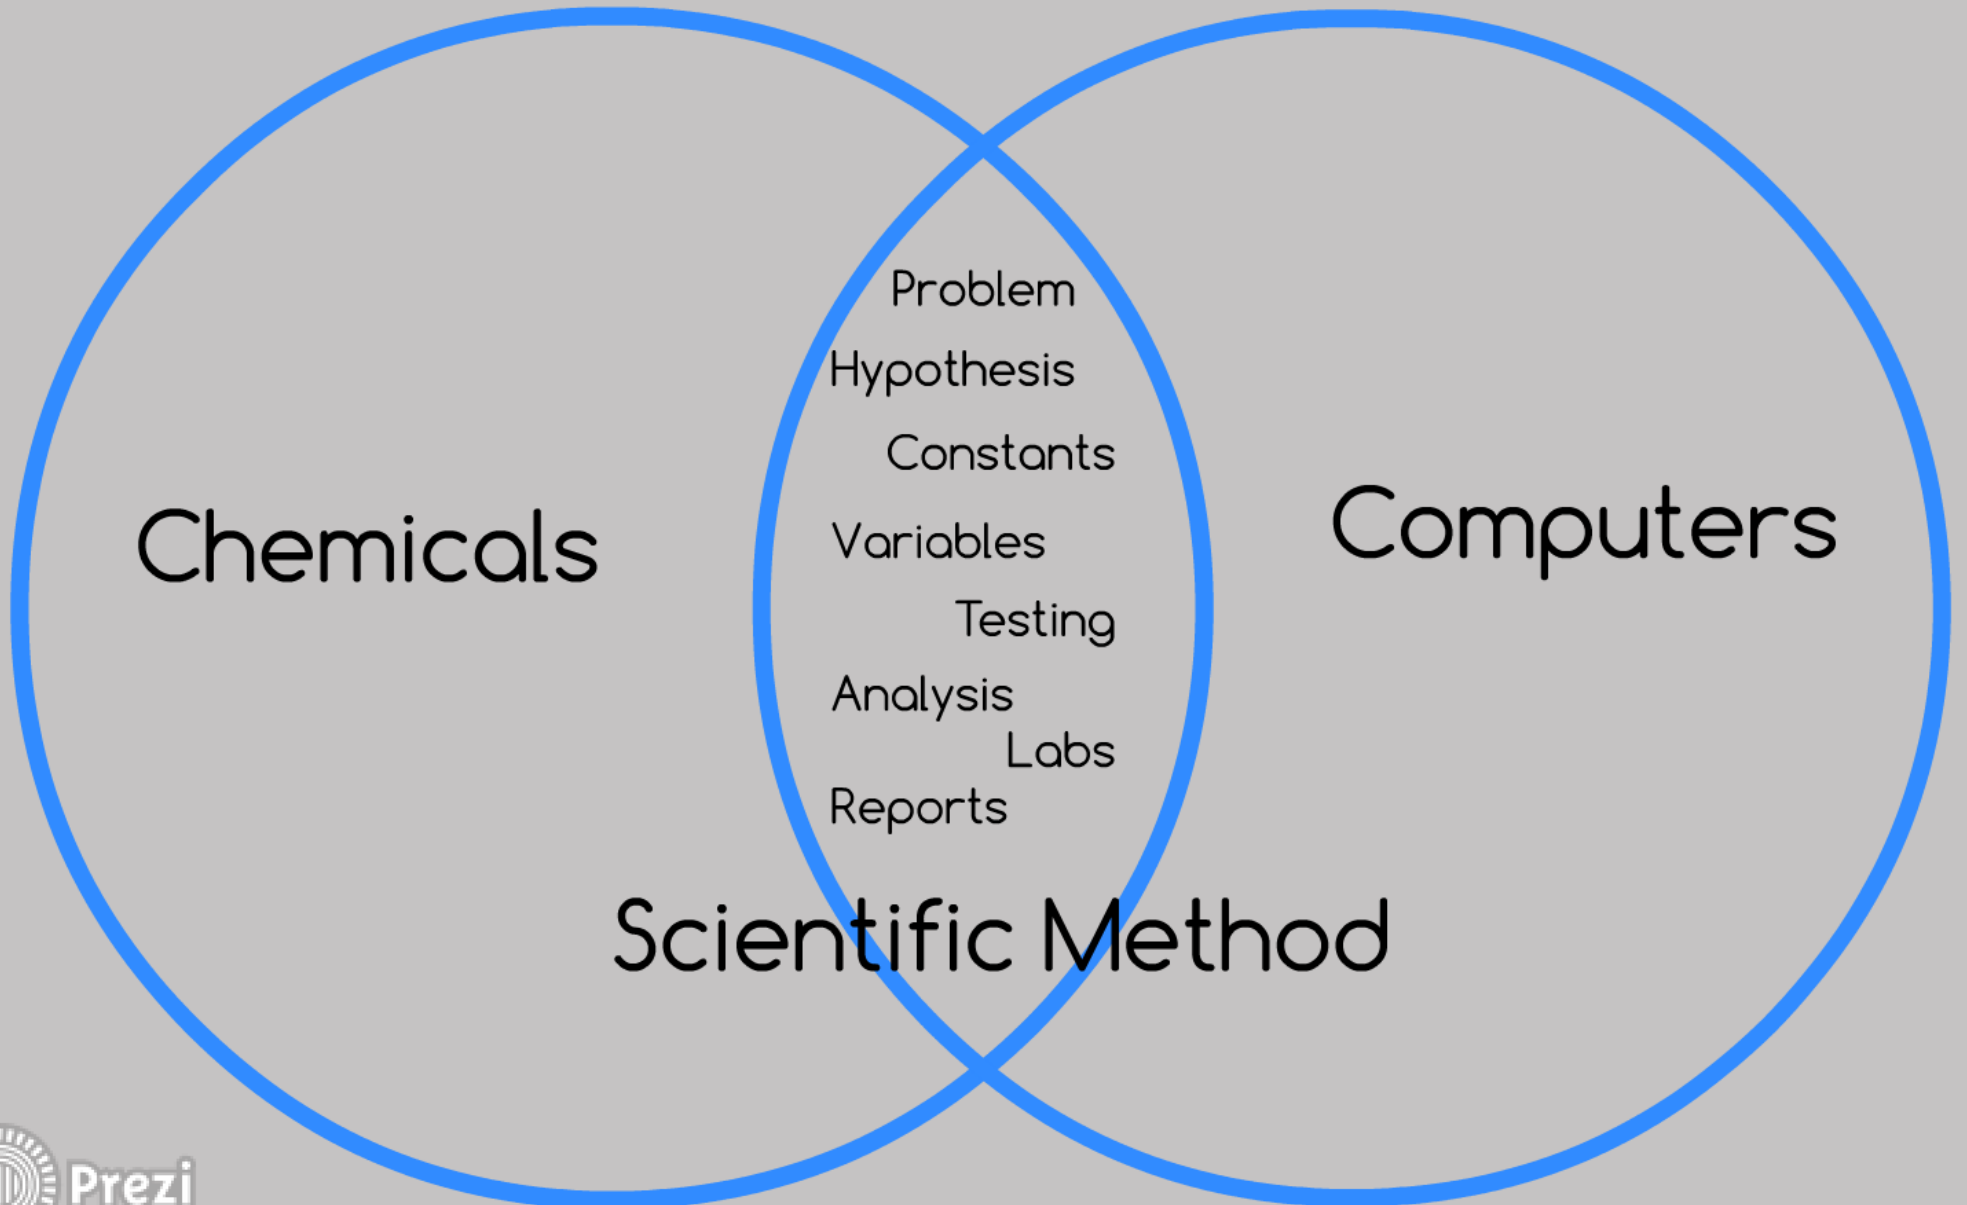 Problem
Hypothesis
Constants
Chemicals
Computers
Variables
Testing
Analysis
Labs
Reports
Scientific Method
Prezi